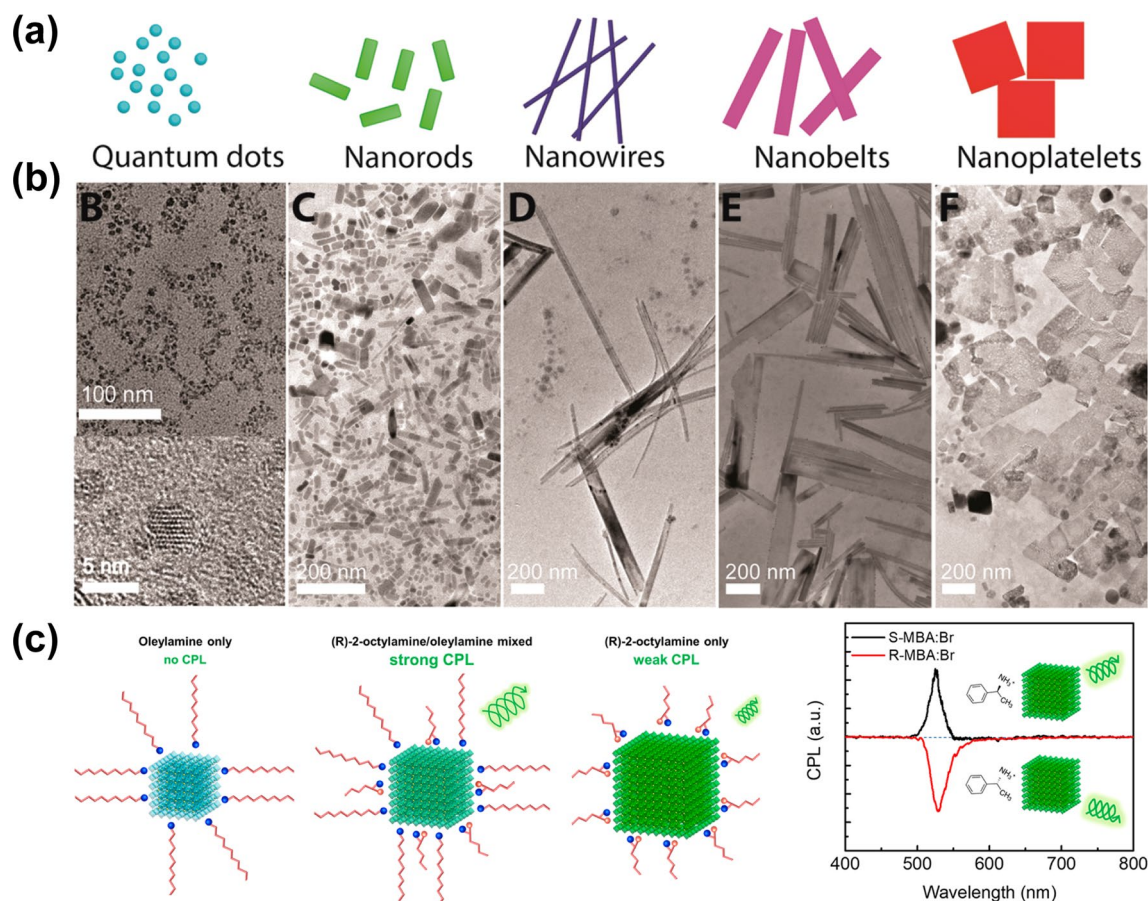 (a)
Quantum dots
Nanorods
Nanowires
Nanobelts
Nanoplatelets
(b)
B
C
D
E
F
100 nm
5 nm
200 nm
200 nm
200 nm
200 nm
(c)
Oleylamine only
no CPL
(R)-2-octylamine/oleylamine mixed
strong CPL
(R)-2-octylamine only
weak CPL
CPL (a.u.)
S-MBA:Br
R-MBA:Br
NH₃⁺
CH₃
NH₃⁺
CH₃
400
500
600
700
800
Wavelength (nm)